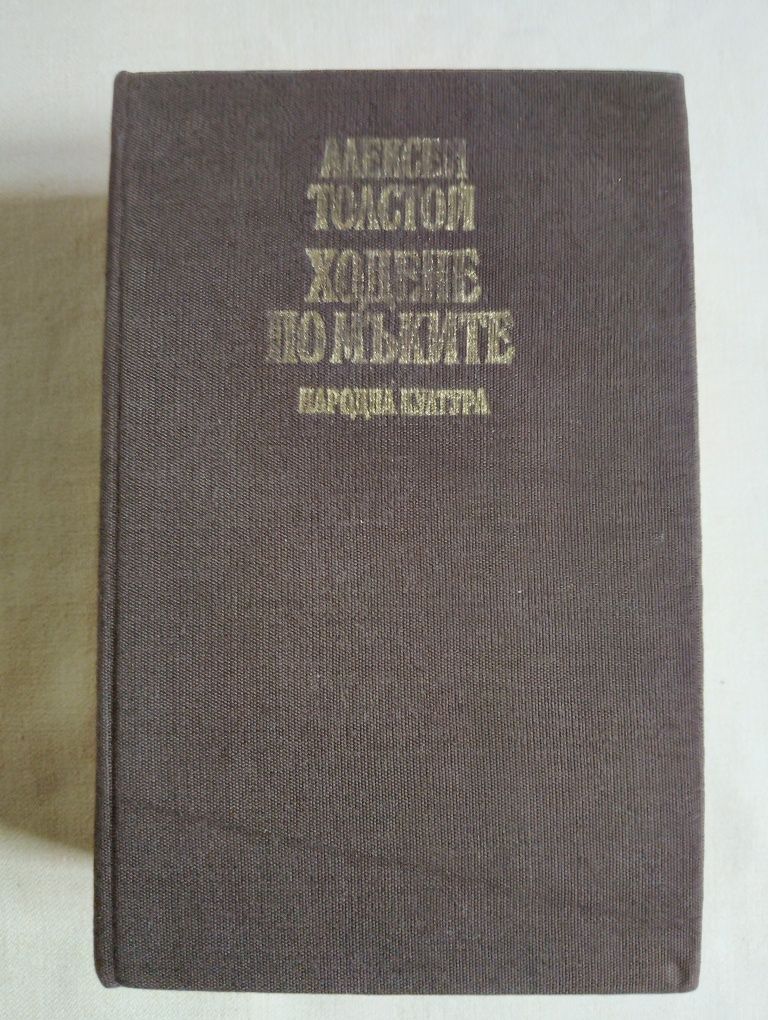 АЛЕКСЕЙ
ТОЛСТОЙ
ХОДЕНЕ
ПО МЪКИТЕ
НАРОДНА КУЛТУРА